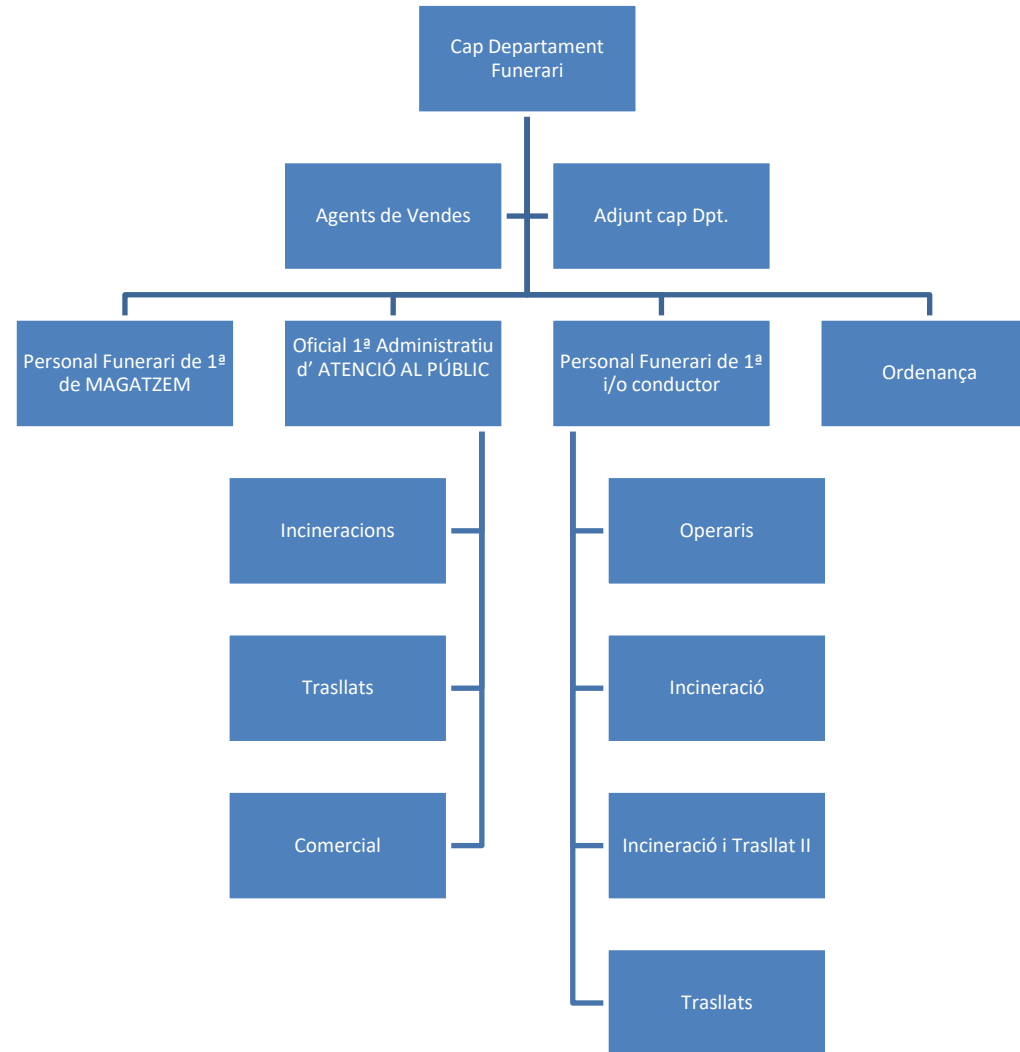 Cap Departament
Funerari
Agents de Vendes
Adjunt cap Dpt.
Personal Funerari de 1ª
de MAGATZEM
Oficial 1ª Administratiu
d’ ATENCIÓ AL PÚBLIC
Personal Funerari de 1ª
i/o conductor
Ordenança
Incineracions
Operaris
Trasllats
Incineració
Comercial
Incineració i Trasllat II
Trasllats